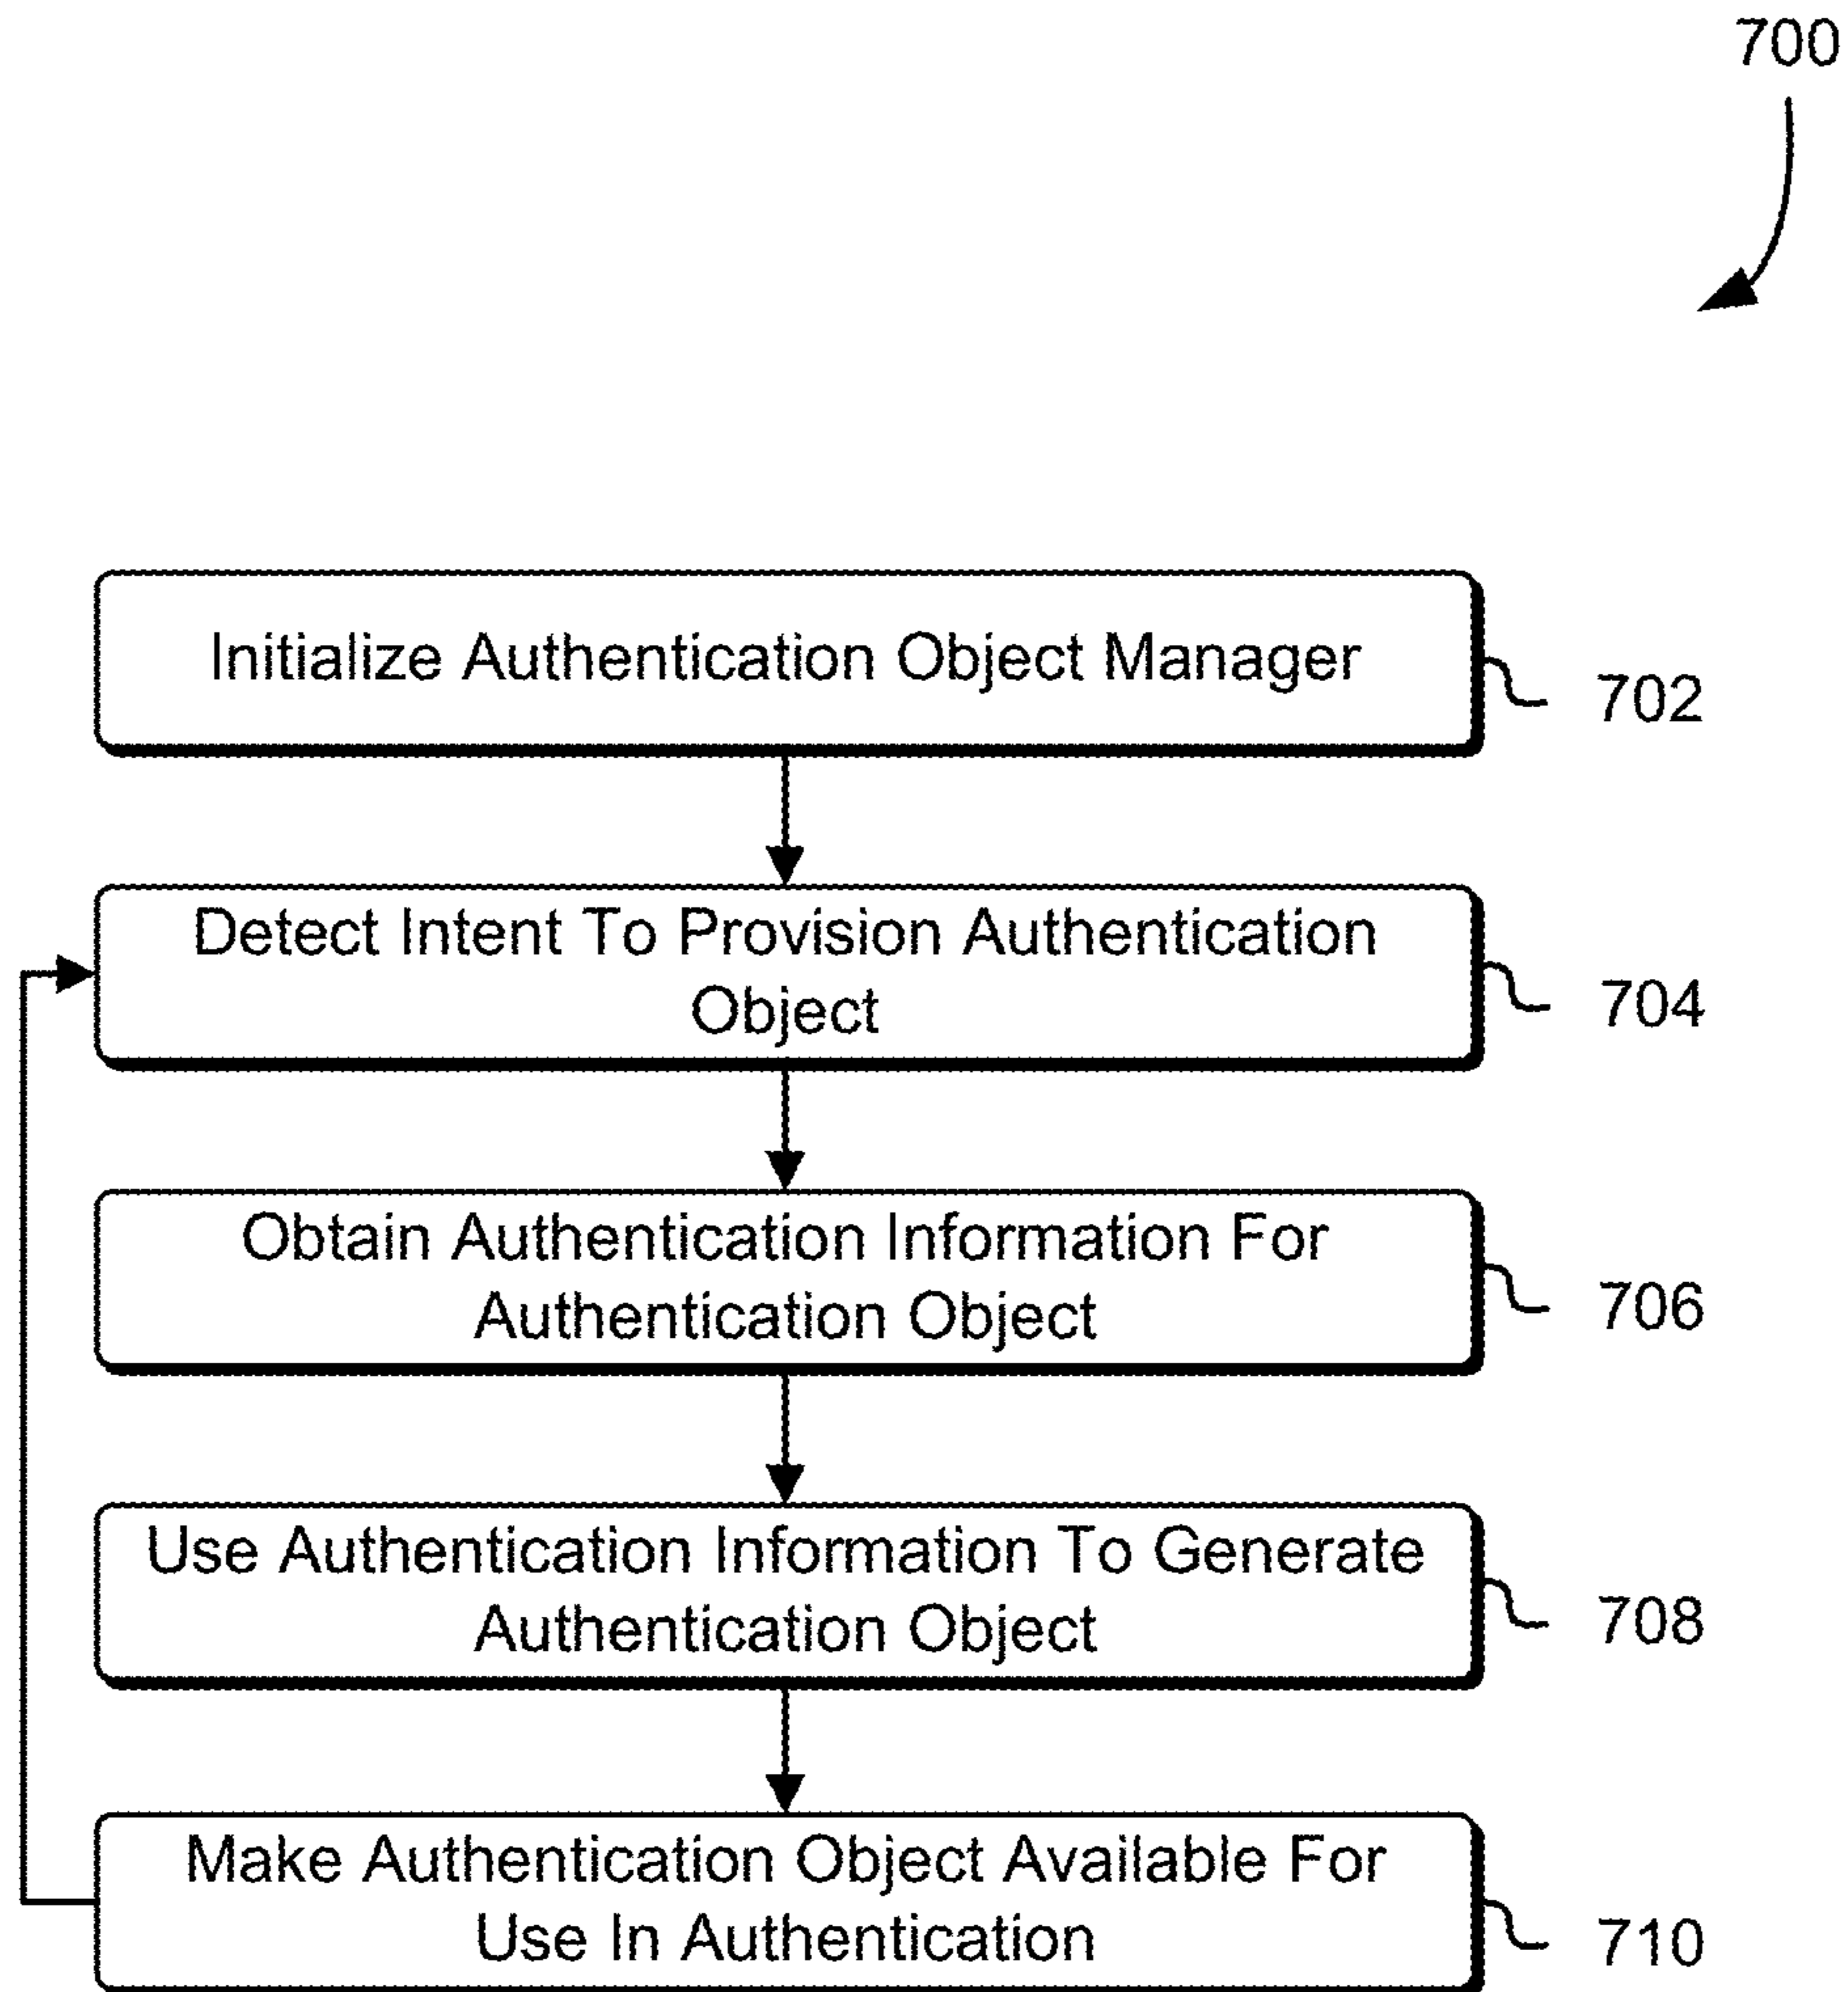 700
Initialize Authentication Object Manager
702
Detect Intent To Provision Authentication
Object
704
Obtain Authentication Information For
Authentication Object
706
Use Authentication Information To Generate
Authentication Object
708
Make Authentication Object Available For
Use In Authentication
710